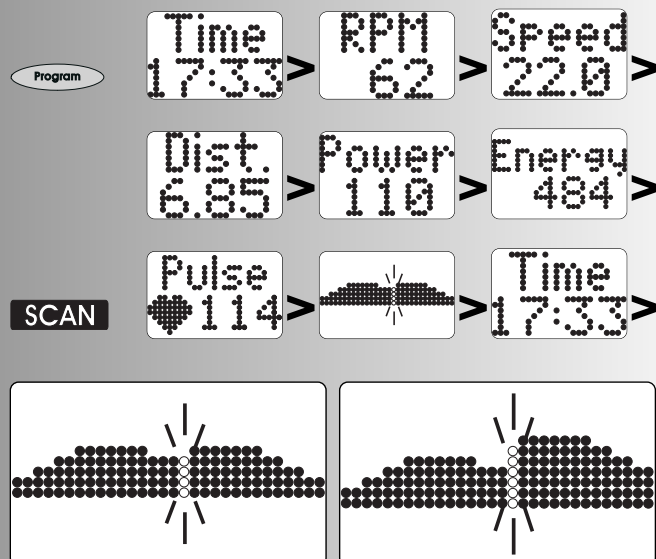 Program
Time
17:33
>
RPM
62
>
Speed
22.0
>
Dist.
6.85
>
Power
110
>
Energy
484
>
SCAN
Pulse
114
>
>
Time
17:33
>